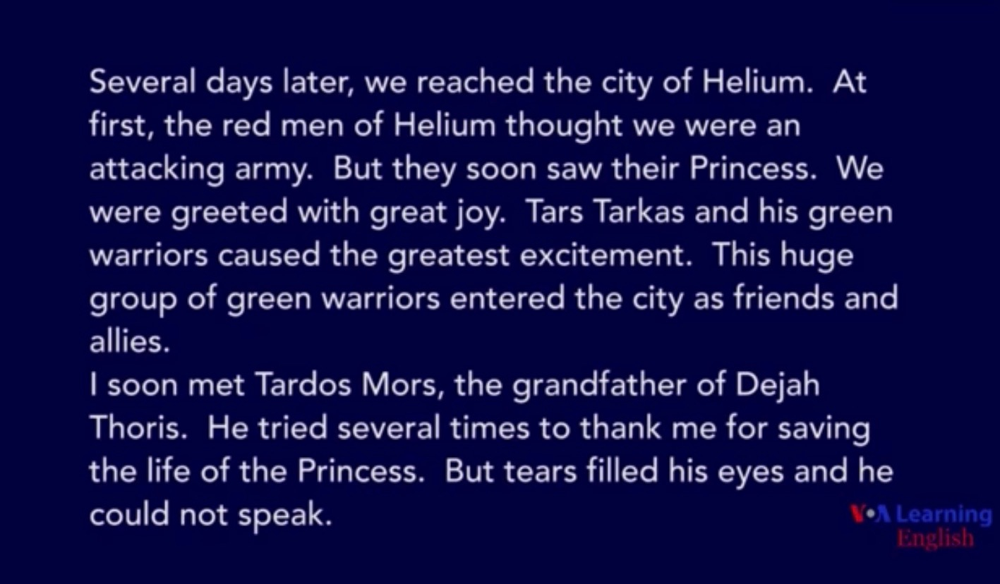 Several days later, we reached the city of Helium.  At
first, the red men of Helium thought we were an
attacking army.  But they soon saw their Princess.  We
were greeted with great joy.  Tars Tarkas and his green
warriors caused the greatest excitement.  This huge
group of green warriors entered the city as friends and
allies.
I soon met Tardos Mors, the grandfather of Dejah
Thoris.  He tried several times to thank me for saving
the life of the Princess.  But tears filled his eyes and he
could not speak.
VOA Learning
English